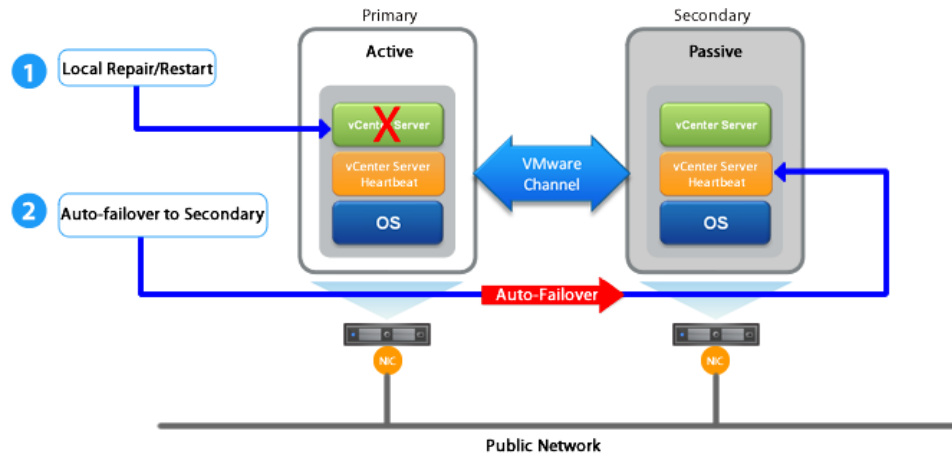 Primary
Secondary
Active
Passive
1
Local Repair/Restart
vCenter Server
X
vCenter Server
Heartbeat
OS
VMware
Channel
vCenter Server
vCenter Server
Heartbeat
OS
2
Auto-failover to Secondary
Auto-Failover
NIC
NIC
Public Network